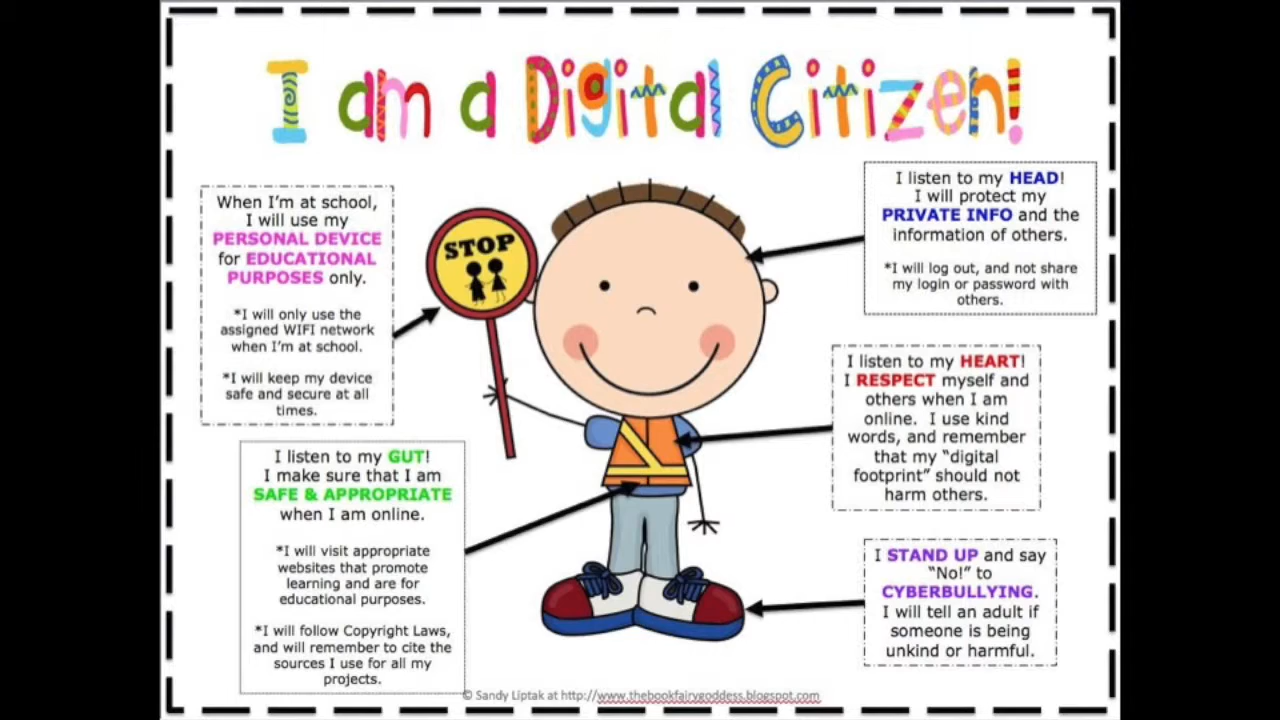 I am a Digital Citizen!
When I’m at school,
I will use my
PERSONAL DEVICE
for EDUCATIONAL
PURPOSES only.
*I will only use the
assigned WIFI network
when I’m at school.
*I will keep my device
safe and secure at all
times.
STOP
I listen to my HEAD!
I will protect my
PRIVATE INFO and the
information of others.
*I will log out, and not share
my login or password with
others.
I listen to my HEART!
I RESPECT myself and
others when I am
online. I use kind
words, and remember
that my “digital
footprint” should not
harm others.
I listen to my GUT!
I make sure that I am
SAFE & APPROPRIATE
when I am online.
*I will visit appropriate
websites that promote
learning and are for
educational purposes.
*I will follow Copyright Laws,
and will remember to cite the
sources I use for all my
projects.
I STAND UP and say
“No!” to
CYBERBULLYING.
I will tell an adult if
someone is being
unkind or harmful.
© Sandy Liptak at http://www.thebookfairygoddess.blogspot.com